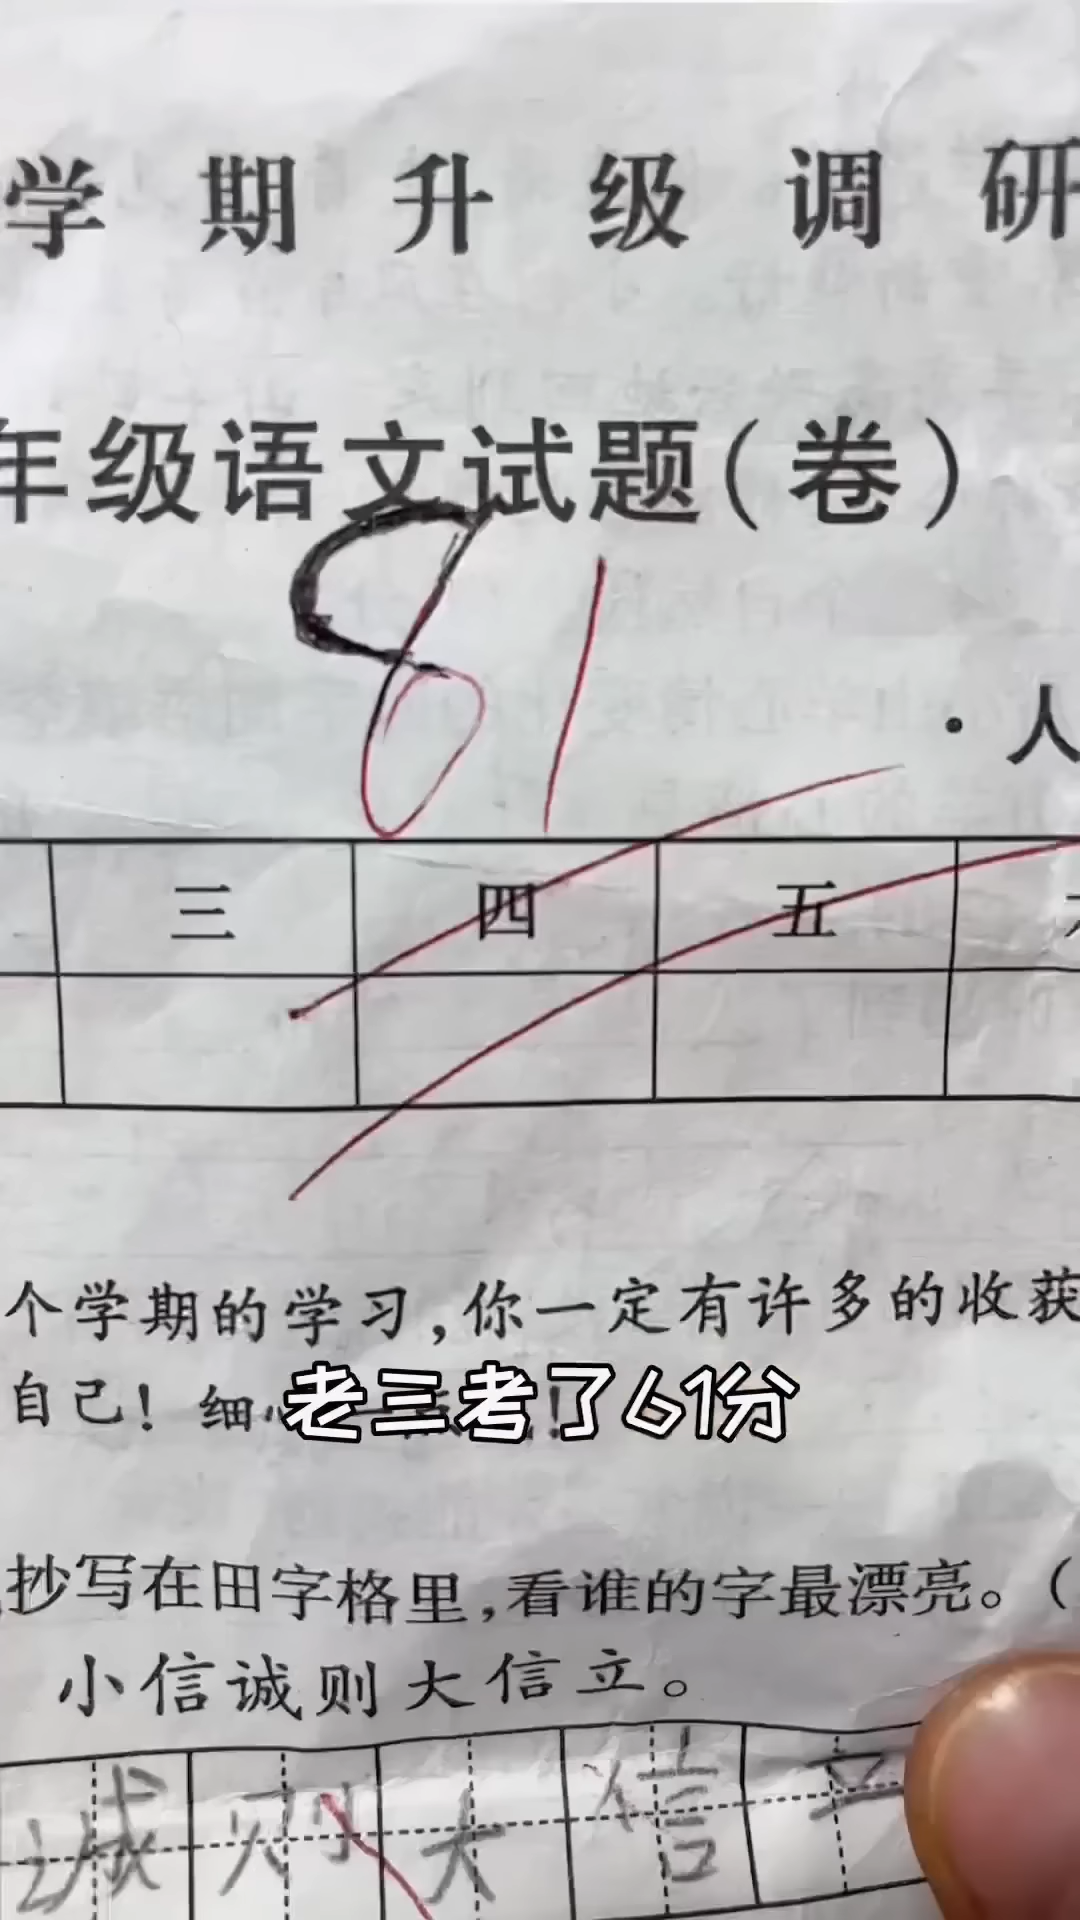 学期升级调研
年级语文试题(卷)
81
·人
三 四 五
个学期的学习,你一定有许多的收获
自己!细
老三考了61分
抄写在田字格里,看谁的字最漂亮。(
小信诚则大信立。
诚则大信立